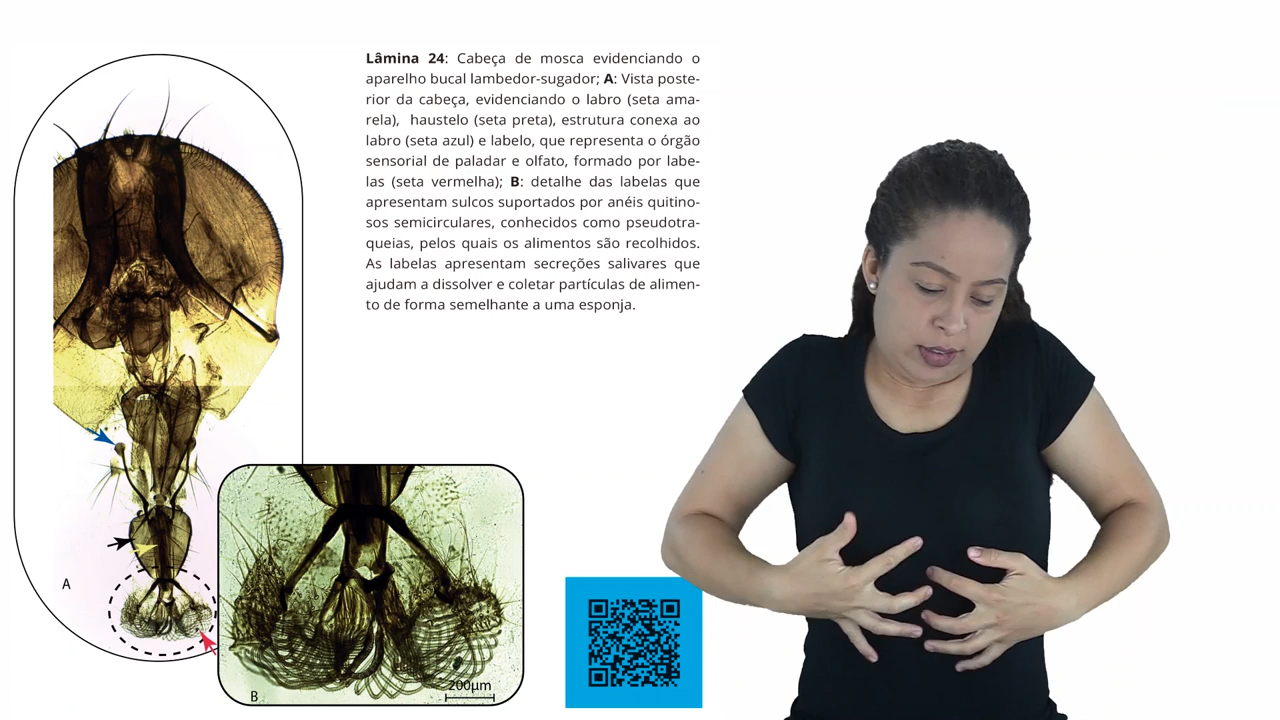 Lâmina 24: Cabeça de mosca evidenciando o
aparelho bucal lambedor-sugador; A: Vista poste-
rior da cabeça, evidenciando o labro (seta ama-
rela), haustelo (seta preta), estrutura conexa ao
labro (seta azul) e labelo, que representa o órgão
sensorial de paladar e olfato, formado por labe-
las (seta vermelha); B: detalhe das labelas que
apresentam sulcos suportados por anéis quitino-
sos semicirculares, conhecidos como pseudotra-
queias, pelos quais os alimentos são recolhidos.
As labelas apresentam secreções salivares que
ajudam a dissolver e coletar partículas de alimen-
to de forma semelhante a uma esponja.
A
B
200µm